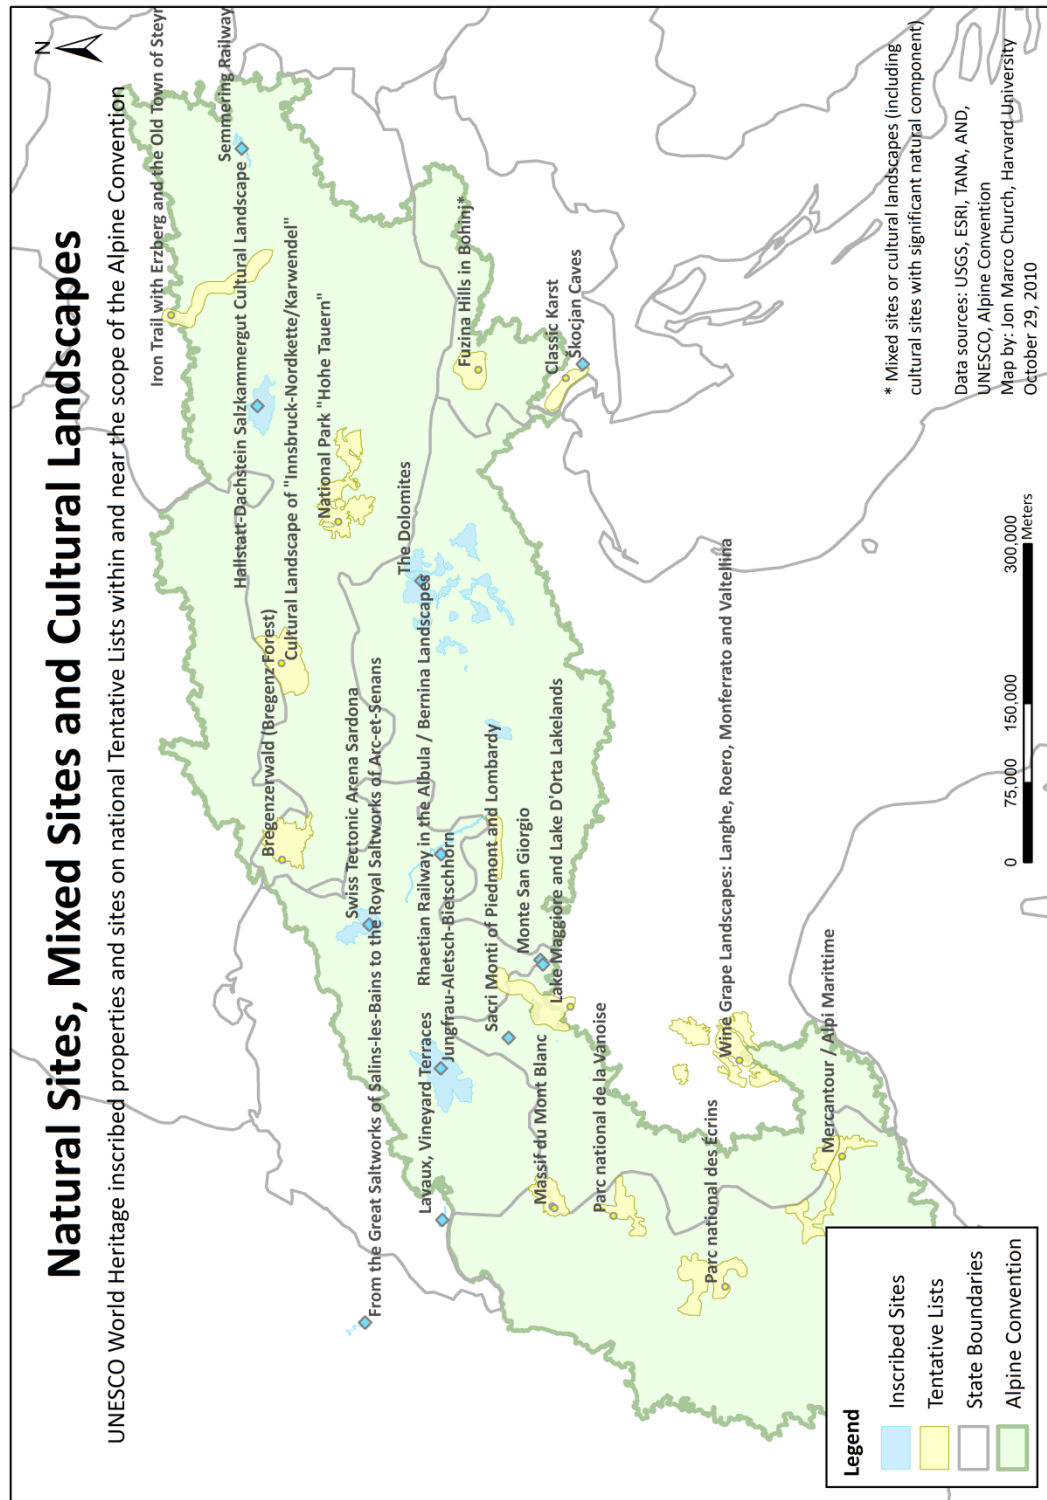 Natural Sites, Mixed Sites and Cultural Landscapes
UNESCO World Heritage inscribed properties and sites on national Tentative Lists within and near the scope of the Alpine Convention
N
Iron Trail with Erzberg and the Old Town of Steyr
Semmering Railway
Hallstatt-Dachstein Salzkammergut Cultural Landscape
Cultural Landscape of "Innsbruck-Nordkette/Karwendel"
Bregenzerwald (Bregenz Forest)
National Park "Hohe Tauern"
Swiss Tectonic Arena Sardona
From the Great Saltworks of Salins-les-Bains to the Royal Saltworks of Arc-et-Senans
The Dolomites
Rhaetian Railway in the Albula / Bernina Landscapes
Lavaux, Vineyard Terraces
Jungfrau-Aletsch-Bietschhorn
Fuzina Hills in Bohinj*
Sacri Monti of Piedmont and Lombardy
Monte San Giorgio
Massif du Mont Blanc
Lake Maggiore and Lake D'Orta Lakelands
Classic Karst
Škocjan Caves
Parc national de la Vanoise
Parc national des Écrins
Wine Grape Landscapes: Langhe, Roero, Monferrato and Valtellina
Mercantour / Alpi Marittime
Legend
Inscribed Sites
Tentative Lists
State Boundaries
Alpine Convention
0 75,000 150,000 300,000
Meters
* Mixed sites or cultural landscapes (including
cultural sites with significant natural component)
Data sources: USGS, ESRI, TANA, AND,
UNESCO, Alpine Convention
Map by: Jon Marco Church, Harvard University
October 29, 2010